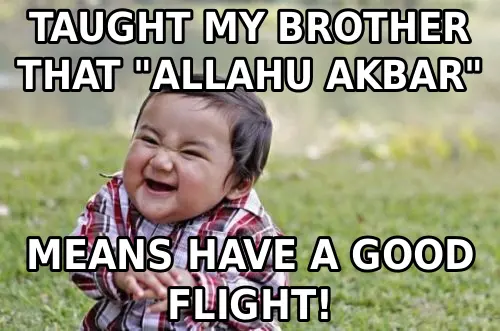 TAUGHT MY BROTHER
THAT "ALLAHU AKBAR"
MEANS HAVE A GOOD
FLIGHT!